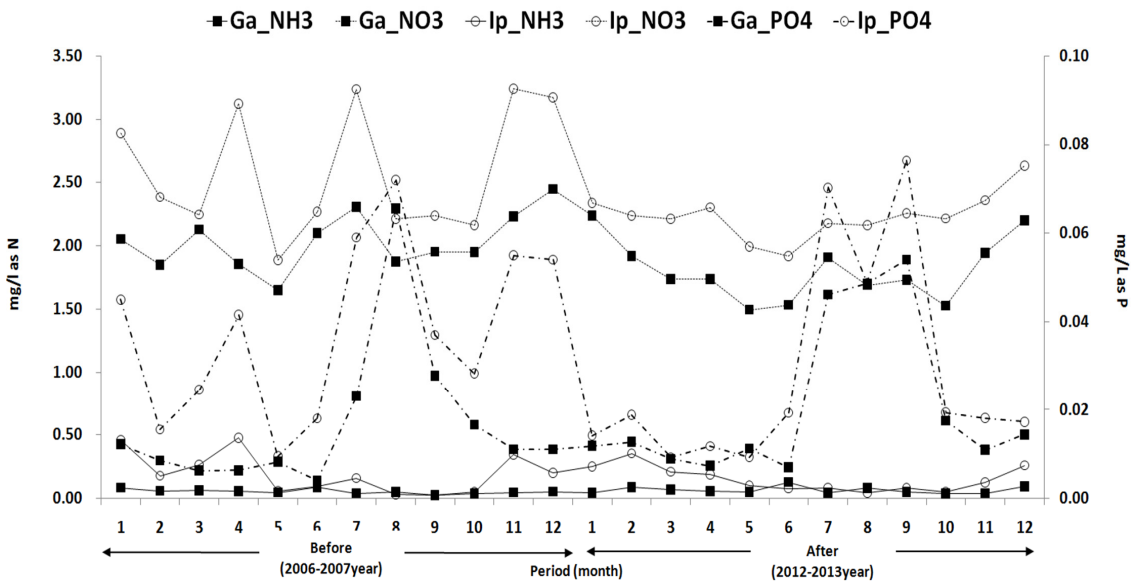 Ga_NH3 Ga_NO3 Ip_NH3 Ip_NO3 Ga_PO4 Ip_PO4
3.50
3.00
2.50
2.00
1.50
1.00
0.50
0.00
mg/l as N
0.10
0.08
0.06
0.04
0.02
0.00
mg/L as P
1 2 3 4 5 6 7 8 9 10 11 12 1 2 3 4 5 6 7 8 9 10 11 12
Before
(2006-2007year)
Period (month)
After
(2012-2013year)